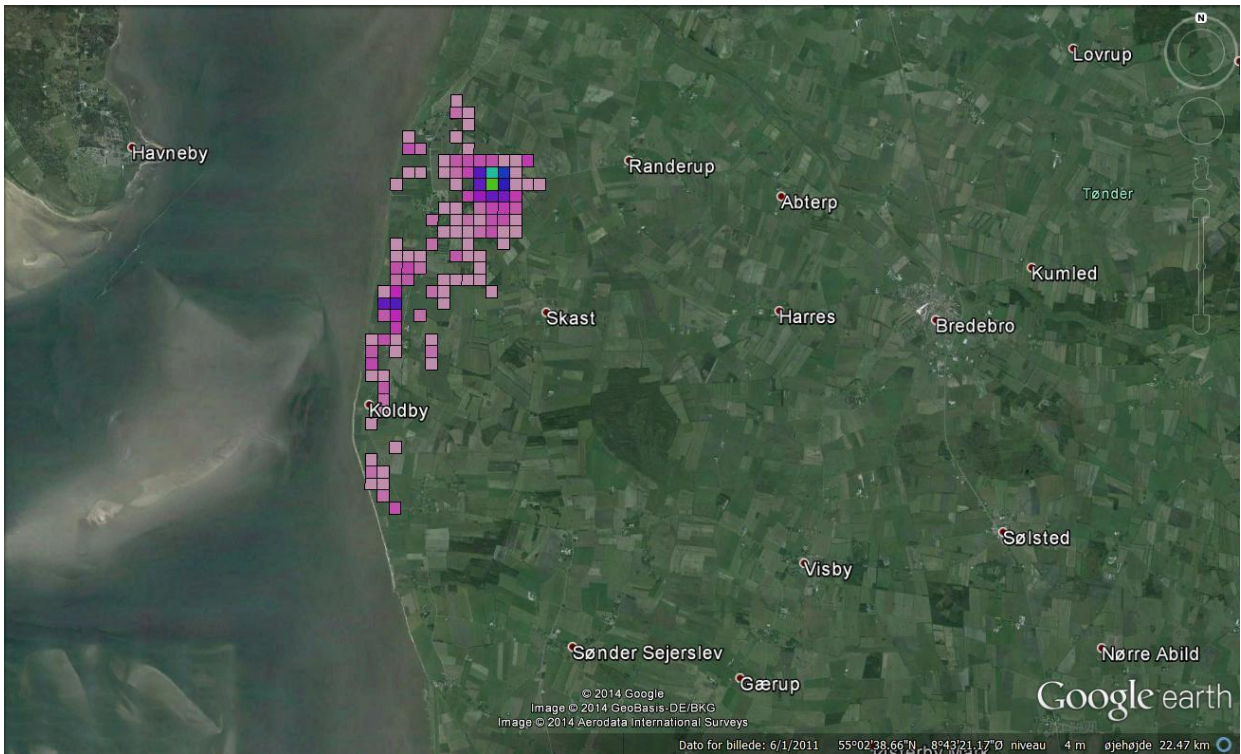 N
Lovrup
Havneby
Randerup
Abterp
Tønder
Kumled
Skast
Harres
Bredebro
Koldby
Sølsted
Visby
Sønder Sejerslev
Nørre Abild
Gærup
© 2014 Google
Image © 2014 GeoBasis-DE/BKG
Image © 2014 Aerodata International Surveys
Google earth
Dato for billede: 6/1/2011 55°02'38.66"N 8°43'21.17"Ø niveau 4 m øjehøjde 22.47 km